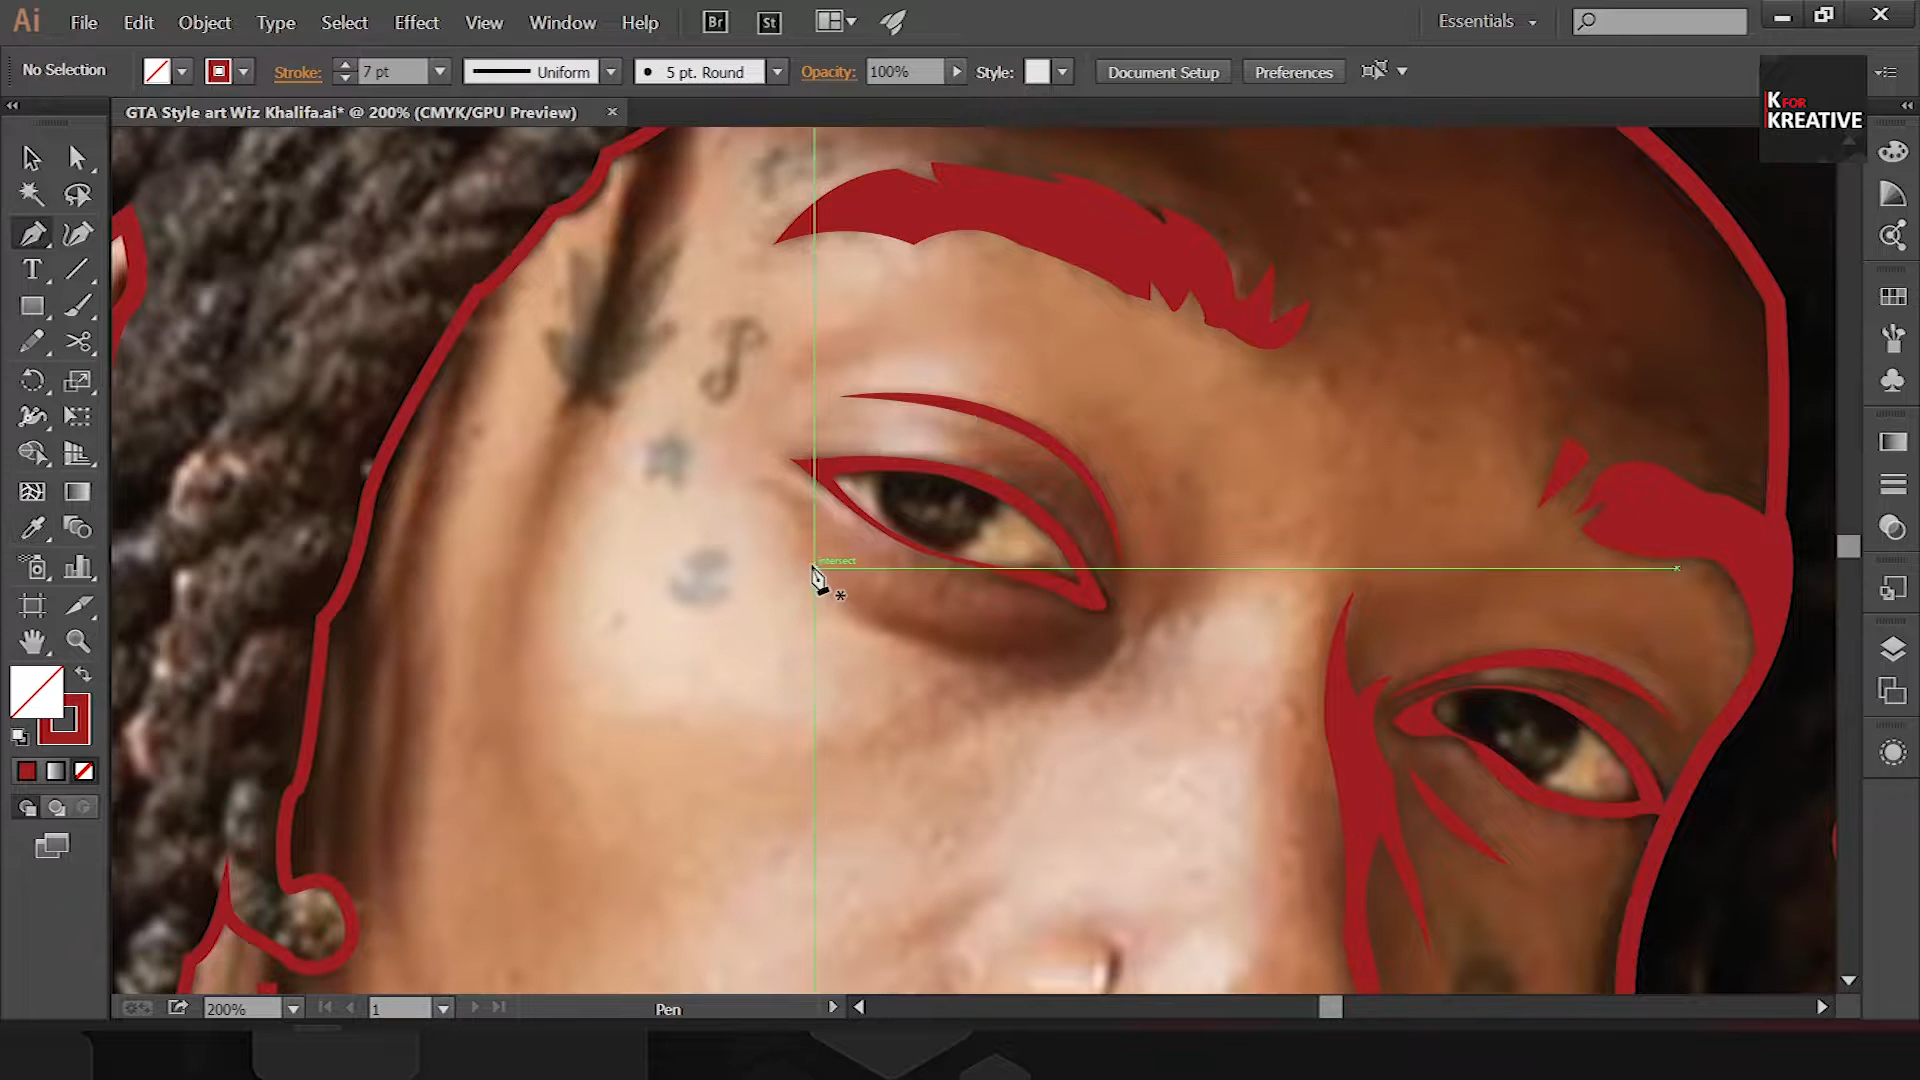 Ai File Edit Object Type Select Effect View Window Help Br St Essentials
No Selection Stroke: 7 pt Uniform 5 pt. Round Opacity: 100% Style: Document Setup Preferences
K FOR
KREATIVE
GTA Style art Wiz Khalifa.ai* @ 200% (CMYK/GPU Preview) ×
intersect
200% 1 Pen